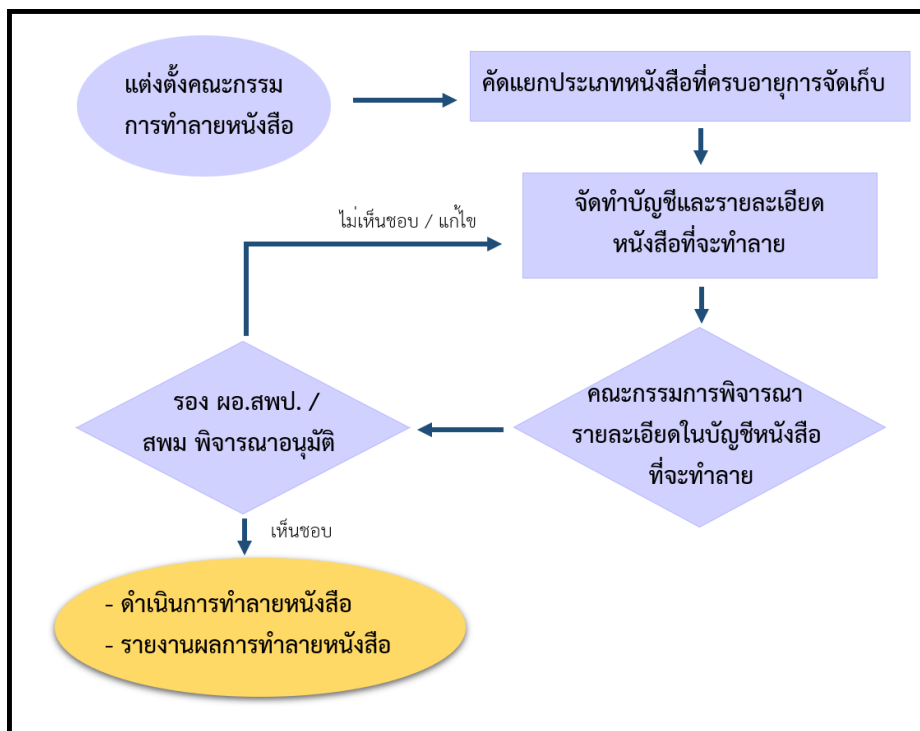 แต่งตั้งคณะกรรม
การทำลายหนังสือ
คัดแยกประเภทหนังสือที่ครบอายุการจัดเก็บ
จัดทำบัญชีและรายละเอียด
หนังสือที่จะทำลาย
ไม่เห็นชอบ / แก้ไข
คณะกรรมการพิจารณา
รายละเอียดในบัญชีหนังสือ
ที่จะทำลาย
รอง ผอ.สพป. /
สพม พิจารณาอนุมัติ
เห็นชอบ
- ดำเนินการทำลายหนังสือ
- รายงานผลการทำลายหนังสือ